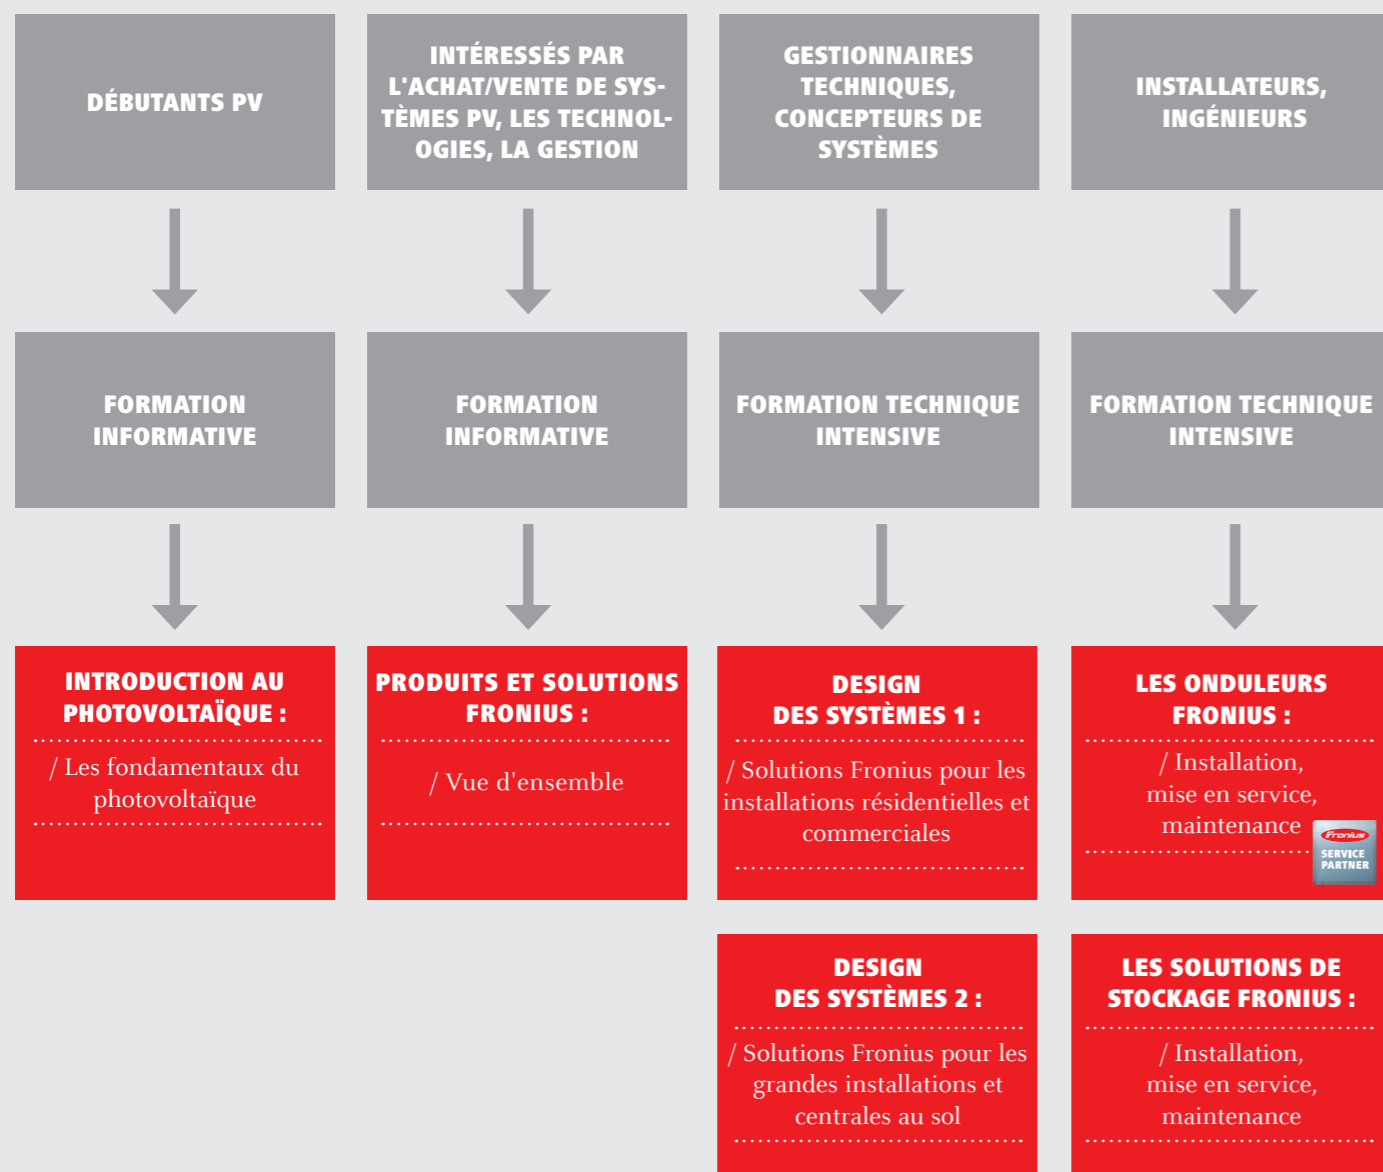 DÉBUTANTS PV
INTÉRESSÉS PAR
L'ACHAT/VENTE DE SYS-
TÈMES PV, LES TECHNOL-
OGIES, LA GESTION
GESTIONNAIRES
TECHNIQUES,
CONCEPTEURS DE
SYSTÈMES
INSTALLATEURS,
INGÉNIEURS
FORMATION
INFORMATIVE
FORMATION
INFORMATIVE
FORMATION TECHNIQUE
INTENSIVE
FORMATION TECHNIQUE
INTENSIVE
INTRODUCTION AU
PHOTOVOLTAÏQUE :
/ Les fondamentaux du
photovoltaïque
PRODUITS ET SOLUTIONS
FRONIUS :
/ Vue d'ensemble
DESIGN
DES SYSTÈMES 1 :
/ Solutions Fronius pour les
installations résidentielles et
commerciales
LES ONDULEURS
FRONIUS :
/ Installation,
mise en service,
maintenance
Fronius
SERVICE
PARTNER
DESIGN
DES SYSTÈMES 2 :
/ Solutions Fronius pour les
grandes installations et
centrales au sol
LES SOLUTIONS DE
STOCKAGE FRONIUS :
/ Installation,
mise en service,
maintenance